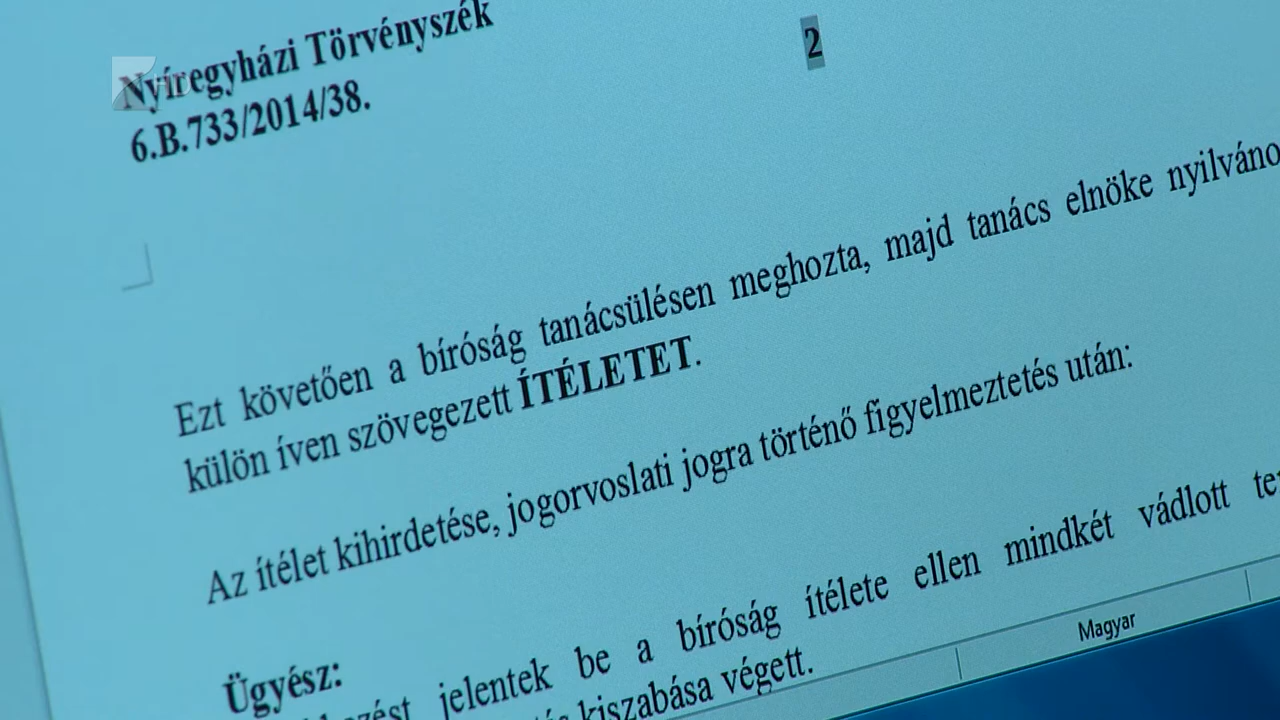 Nyíregyházi Törvényszék
2
6.B.733/2014/38.
Ezt követően a bíróság tanácsülésen meghozta, majd tanács elnöke
külön íven szövegezett ÍTÉLETET.
Az ítélet kihirdetése, jogorvoslati jogra történő figyelmeztetés után:
Ügyész:
jelentek be a bíróság ítélete ellen mindkét vádlott
kiszabása végett.
Magyar